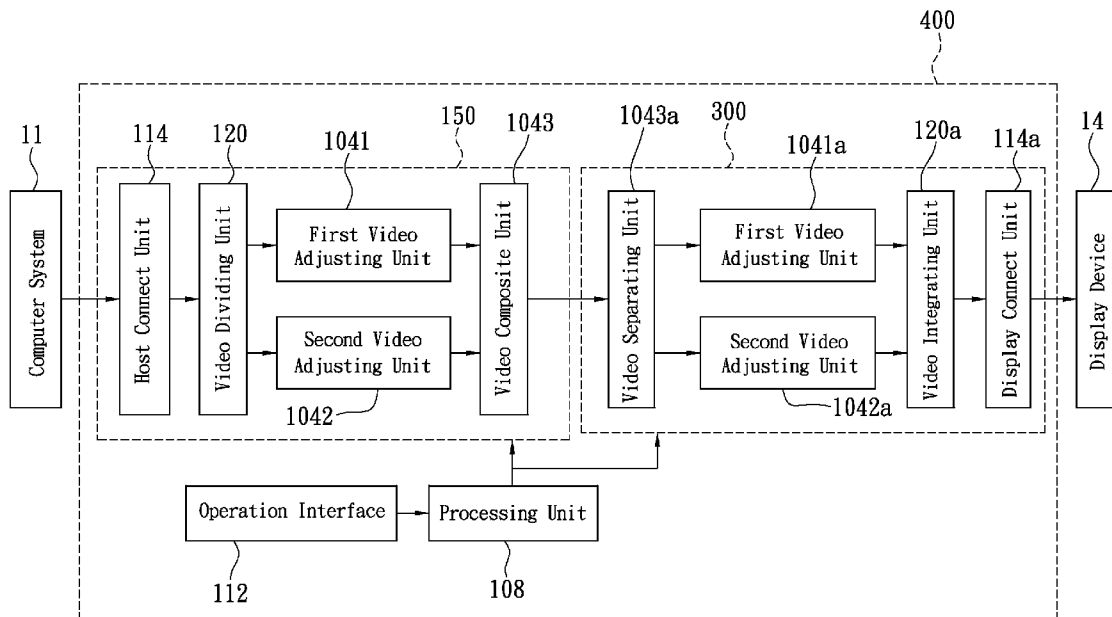 400
11
114
120
1041
150
1043
1043a
300
1041a
120a
114a
14
Computer System
Host Connect Unit
Video Dividing Unit
First Video
Adjusting Unit
Second Video
Adjusting Unit
1042
Video Composite Unit
Video Separating Unit
First Video
Adjusting Unit
Second Video
Adjusting Unit
1042a
Video Integrating Unit
Display Connect Unit
Display Device
Operation Interface
Processing Unit
112
108